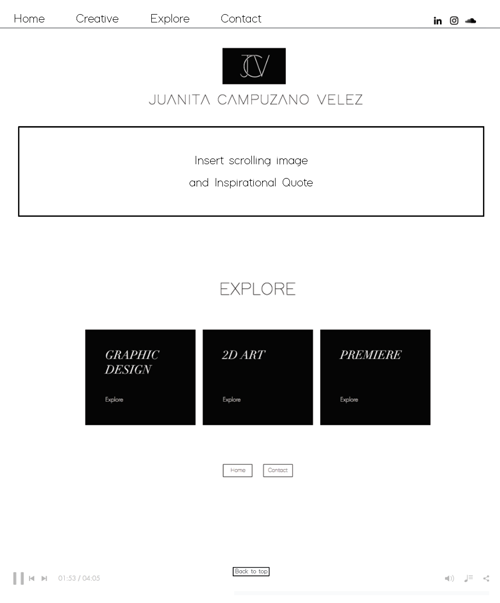 Home Creative Explore Contact
JCV
JUANITA CAMPUZANO VELEZ
Insert scrolling image
and Inspirational Quote
EXPLORE
GRAPHIC
DESIGN
Explore
2D ART
Explore
PREMIERE
Explore
Home Contact
Back to top
01:53 / 04:05